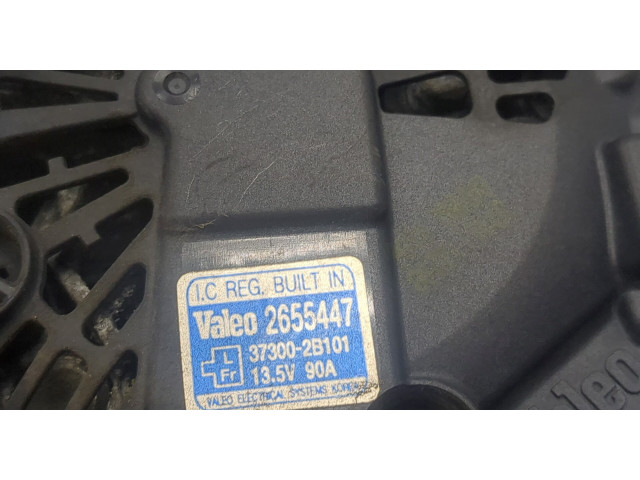 I.C REG. BUILT IN
Valeo 2655447
37300-2B101
L
Fr
13.5V 90A
VALEO ELECTRICAL SYSTEMS KOREA